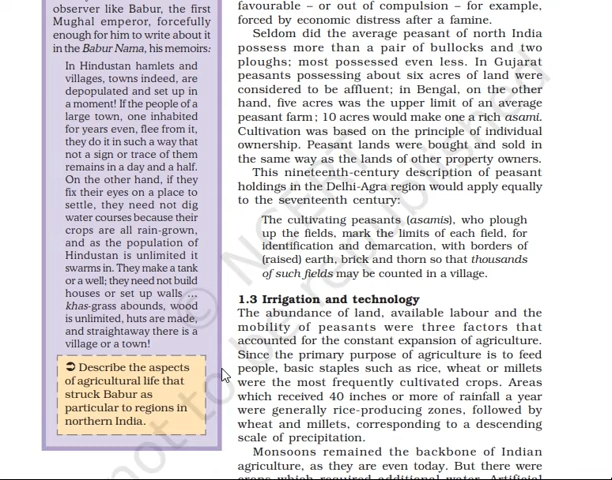 observer like Babur, the first
Mughal emperor, forcefully
enough for him to write about it
in the Babur Nama, his memoirs:
In Hindustan hamlets and
villages, towns indeed, are
depopulated and set up in
a moment! If the people of a
large town, one inhabited
for years even, flee from it,
they do it in such a way that
not a sign or trace of them
remains in a day and a half.
On the other hand, if they
fix their eyes on a place to
settle, they need not dig
water courses because their
crops are all rain-grown,
and as the population of
Hindustan is unlimited it
swarms in. They make a tank
or a well; they need not build
houses or set up walls ...
khas-grass abounds, wood
is unlimited, huts are made,
and straightaway there is a
village or a town!
➲ Describe the aspects
of agricultural life that
struck Babur as
particular to regions in
northern India.
favourable – or out of compulsion – for example,
forced by economic distress after a famine.
Seldom did the average peasant of north India
possess more than a pair of bullocks and two
ploughs; most possessed even less. In Gujarat
peasants possessing about six acres of land were
considered to be affluent; in Bengal, on the other
hand, five acres was the upper limit of an average
peasant farm; 10 acres would make one a rich asami.
Cultivation was based on the principle of individual
ownership. Peasant lands were bought and sold in
the same way as the lands of other property owners.
This nineteenth-century description of peasant
holdings in the Delhi-Agra region would apply equally
to the seventeenth century:
The cultivating peasants (asamis), who plough
up the fields, mark the limits of each field, for
identification and demarcation, with borders of
(raised) earth, brick and thorn so that thousands
of such fields may be counted in a village.
1.3 Irrigation and technology
The abundance of land, available labour and the
mobility of peasants were three factors that
accounted for the constant expansion of agriculture.
Since the primary purpose of agriculture is to feed
people, basic staples such as rice, wheat or millets
were the most frequently cultivated crops. Areas
which received 40 inches or more of rainfall a year
were generally rice-producing zones, followed by
wheat and millets, corresponding to a descending
scale of precipitation.
Monsoons remained the backbone of Indian
agriculture, as they are even today. But there were
crops which required additional water. Artificial
© NCERT
not to be republished